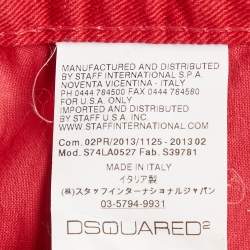 MANUFACTURED AND DISTRIBUTED
BY STAFF INTERNATIONAL S.P.A.
NOVENTA VICENTINA - ITALY
PH 0444 784500 FAX 0444 784600
FOR U.S.A. ONLY
IMPORTED AND DISTRIBUTED
BY STAFF USA INC.
WWW.STAFFINTERNATIONAL.COM
Com. 02PR/2013/1125 - 2013 02
Mod. S74LA0527 Fab. S39781
MADE IN ITALY
イタリア製
(株)スタッフインターナショナルジャパン
03-5794-9931
DSQUARED2